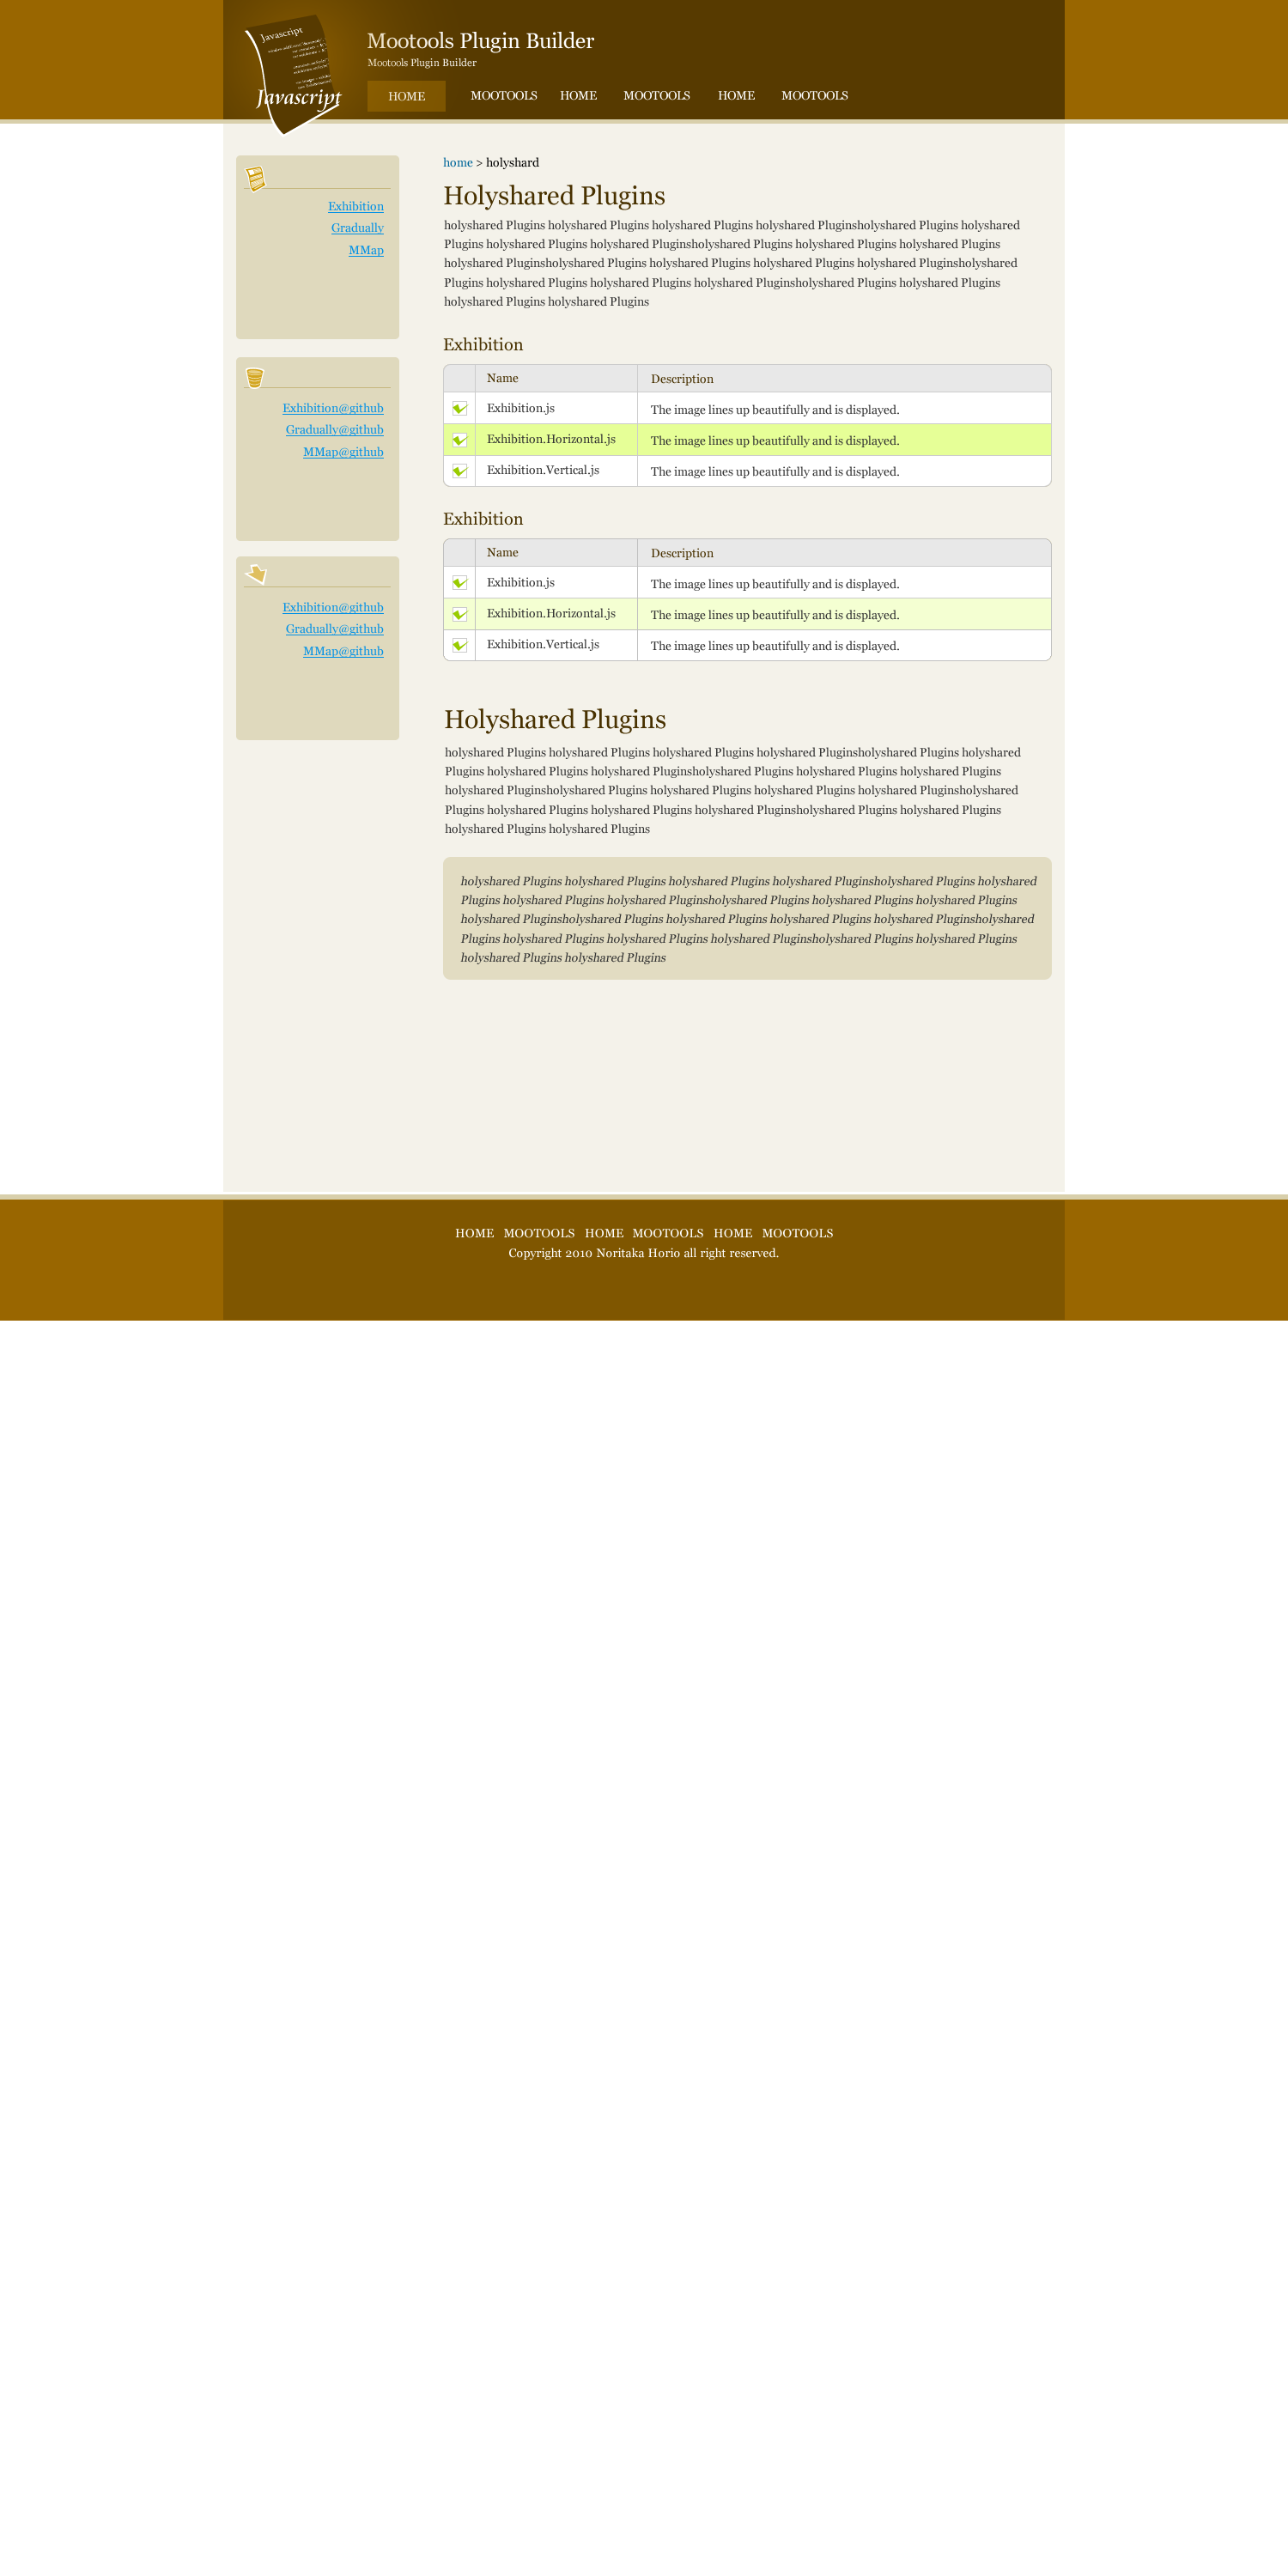 Javascript
Javascript
Mootools Plugin Builder
Mootools Plugin Builder
HOME MOOTOOLS HOME MOOTOOLS HOME MOOTOOLS
Exhibition
Gradually
MMap
Exhibition@github
Gradually@github
MMap@github
Exhibition@github
Gradually@github
MMap@github
home > holyshard
Holyshared Plugins
holyshared Plugins holyshared Plugins holyshared Plugins holyshared Pluginsholyshared Plugins holyshared
Plugins holyshared Plugins holyshared Pluginsholyshared Plugins holyshared Plugins holyshared Plugins
holyshared Pluginsholyshared Plugins holyshared Plugins holyshared Plugins holyshared Pluginsholyshared
Plugins holyshared Plugins holyshared Plugins holyshared Pluginsholyshared Plugins holyshared Plugins
holyshared Plugins holyshared Plugins
Exhibition
Name Description
Exhibition.js The image lines up beautifully and is displayed.
Exhibition.Horizontal.js The image lines up beautifully and is displayed.
Exhibition.Vertical.js The image lines up beautifully and is displayed.
Exhibition
Name Description
Exhibition.js The image lines up beautifully and is displayed.
Exhibition.Horizontal.js The image lines up beautifully and is displayed.
Exhibition.Vertical.js The image lines up beautifully and is displayed.
Holyshared Plugins
holyshared Plugins holyshared Plugins holyshared Plugins holyshared Pluginsholyshared Plugins holyshared
Plugins holyshared Plugins holyshared Pluginsholyshared Plugins holyshared Plugins holyshared Plugins
holyshared Pluginsholyshared Plugins holyshared Plugins holyshared Plugins holyshared Pluginsholyshared
Plugins holyshared Plugins holyshared Plugins holyshared Pluginsholyshared Plugins holyshared Plugins
holyshared Plugins holyshared Plugins
holyshared Plugins holyshared Plugins holyshared Plugins holyshared Pluginsholyshared Plugins holyshared
Plugins holyshared Plugins holyshared Pluginsholyshared Plugins holyshared Plugins holyshared Plugins
holyshared Pluginsholyshared Plugins holyshared Plugins holyshared Plugins holyshared Pluginsholyshared
Plugins holyshared Plugins holyshared Plugins holyshared Pluginsholyshared Plugins holyshared Plugins
holyshared Plugins holyshared Plugins
HOME MOOTOOLS HOME MOOTOOLS HOME MOOTOOLS
Copyright 2010 Noritaka Horio all right reserved.